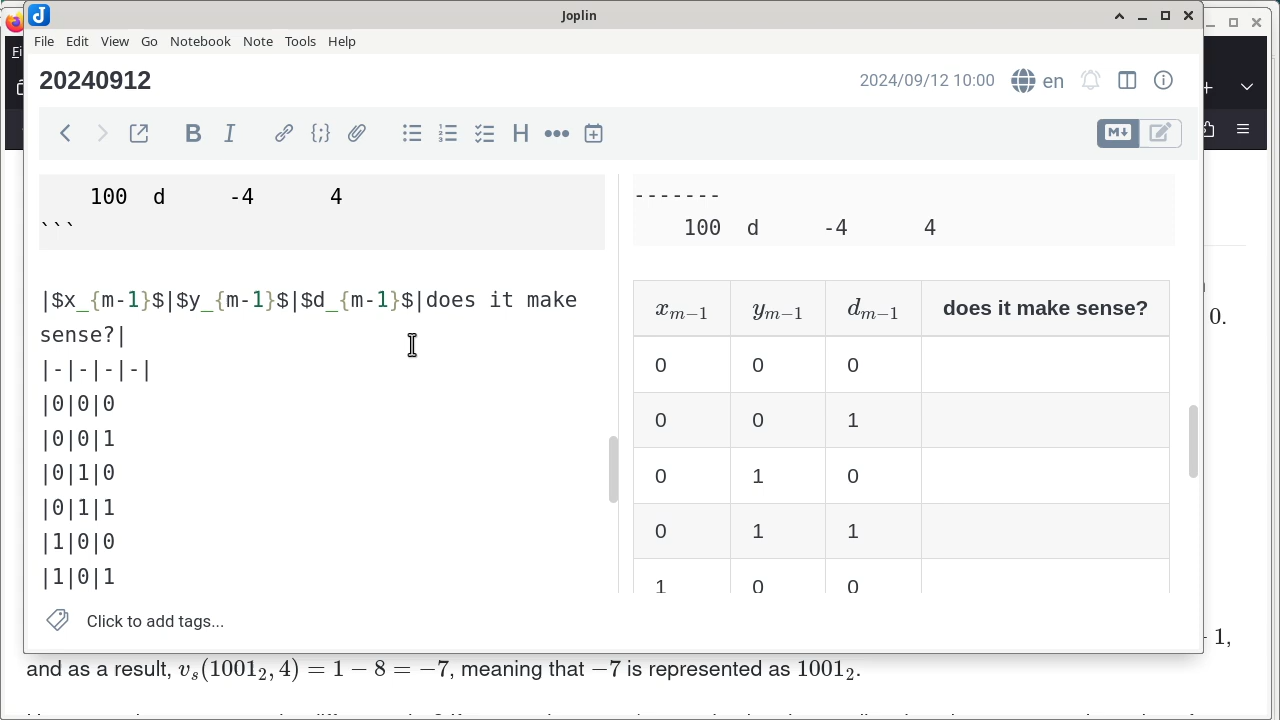 Joplin
Fi
File Edit View Go Notebook Note Tools Help
20240912
2024/09/12 10:00 en
B I H M↓
100 d -4 4
```
|$x_{m-1}$|$y_{m-1}$|$d_{m-1}$|does it make
sense?|
|-|-|-|-|
|0|0|0
|0|0|1
|0|1|0
|0|1|1
|1|0|0
|1|0|1
-------
100 d -4 4
xₘ₋₁ yₘ₋₁ dₘ₋₁ does it make sense?
0 0 0
0 0 1
0 1 0
0 1 1
1 0 0
Click to add tags...
0.
1,
and as a result, vₛ(1001₂, 4) = 1 − 8 = −7, meaning that −7 is represented as 1001₂.